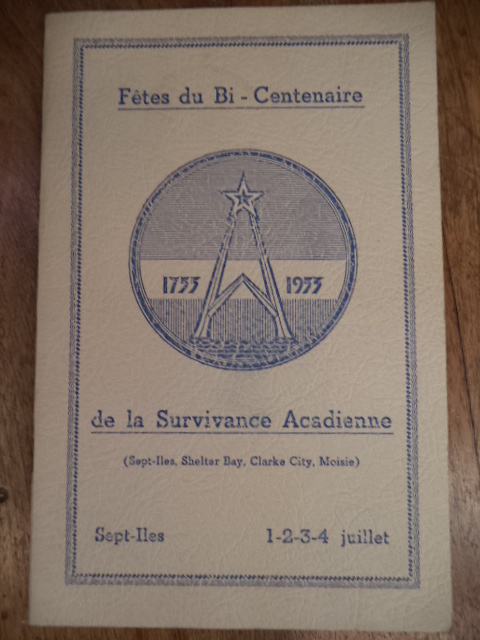 Fêtes du Bi - Centenaire
1755 1955
de la Survivance Acadienne
(Sept-Iles, Shelter Bay, Clarke City, Moisie)
Sept-Iles 1-2-3-4 juillet